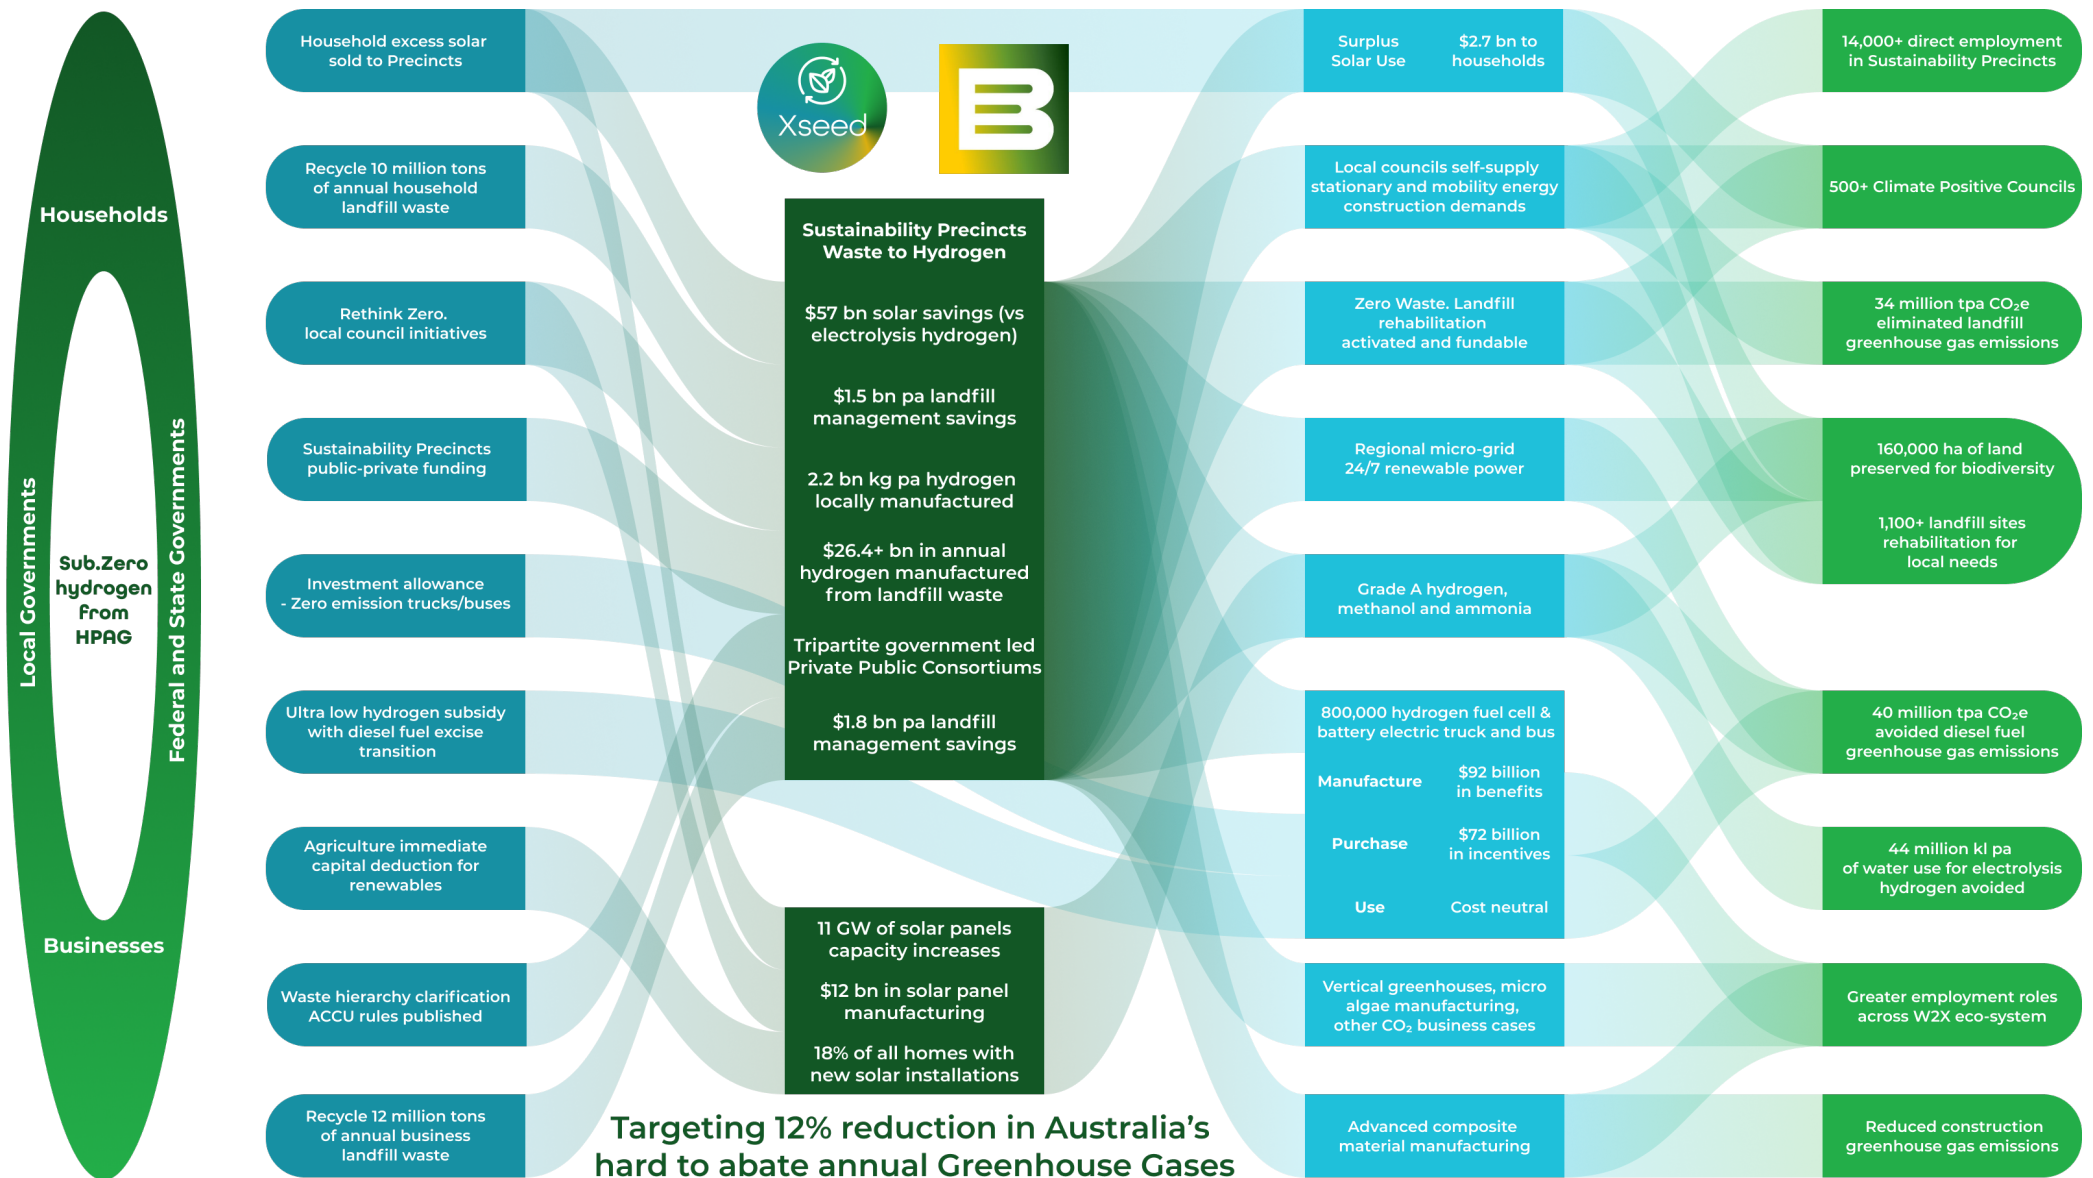 Households
Local Governments
Federal and State Governments
Sub.Zero
hydrogen
from
HPAG
Businesses
Household excess solar
sold to Precincts
Recycle 10 million tons
of annual household
landfill waste
Rethink Zero.
local council initiatives
Sustainability Precincts
public-private funding
Investment allowance
- Zero emission trucks/buses
Ultra low hydrogen subsidy
with diesel fuel excise
transition
Agriculture immediate
capital deduction for
renewables
Waste hierarchy clarification
ACCU rules published
Recycle 12 million tons
of annual business
landfill waste
Xseed
B
Sustainability Precincts
Waste to Hydrogen
$57 bn solar savings (vs
electrolysis hydrogen)
$1.5 bn pa landfill
management savings
2.2 bn kg pa hydrogen
locally manufactured
$26.4+ bn in annual
hydrogen manufactured
from landfill waste
Tripartite government led
Private Public Consortiums
$1.8 bn pa landfill
management savings
11 GW of solar panels
capacity increases
$12 bn in solar panel
manufacturing
18% of all homes with
new solar installations
Targeting 12% reduction in Australia's
hard to abate annual Greenhouse Gases
Surplus
Solar Use
$2.7 bn to
households
Local councils self-supply
stationary and mobility energy
construction demands
Zero Waste. Landfill
rehabilitation
activated and fundable
Regional micro-grid
24/7 renewable power
Grade A hydrogen,
methanol and ammonia
800,000 hydrogen fuel cell &
battery electric truck and bus
Manufacture
$92 billion
in benefits
Purchase
$72 billion
in incentives
Use
Cost neutral
Vertical greenhouses, micro
algae manufacturing,
other CO₂ business cases
Advanced composite
material manufacturing
14,000+ direct employment
in Sustainability Precincts
500+ Climate Positive Councils
34 million tpa CO₂e
eliminated landfill
greenhouse gas emissions
160,000 ha of land
preserved for biodiversity
1,100+ landfill sites
rehabilitation for
local needs
40 million tpa CO₂e
avoided diesel fuel
greenhouse gas emissions
44 million kl pa
of water use for electrolysis
hydrogen avoided
Greater employment roles
across W2X eco-system
Reduced construction
greenhouse gas emissions